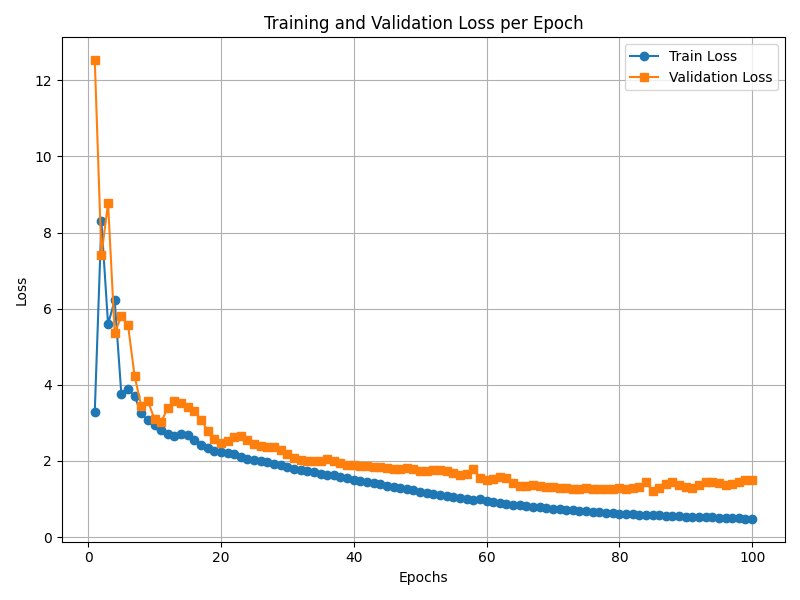 Training and Validation Loss per Epoch
Train Loss
Validation Loss
Loss
12
10
8
6
4
2
0
0 20 40 60 80 100
Epochs